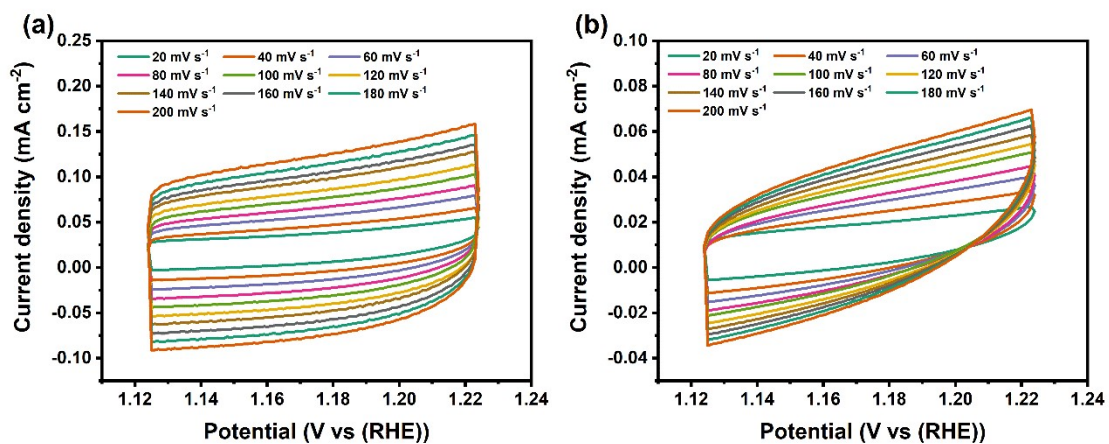 (a)
20 mV s⁻¹ 40 mV s⁻¹ 60 mV s⁻¹
80 mV s⁻¹ 100 mV s⁻¹ 120 mV s⁻¹
140 mV s⁻¹ 160 mV s⁻¹ 180 mV s⁻¹
200 mV s⁻¹
Current density (mA cm⁻²)
0.25
0.20
0.15
0.10
0.05
0.00
-0.05
-0.10
1.12 1.14 1.16 1.18 1.20 1.22 1.24
Potential (V vs (RHE))
(b)
20 mV s⁻¹ 40 mV s⁻¹ 60 mV s⁻¹
80 mV s⁻¹ 100 mV s⁻¹ 120 mV s⁻¹
140 mV s⁻¹ 160 mV s⁻¹ 180 mV s⁻¹
200 mV s⁻¹
Current density (mA cm⁻²)
0.10
0.08
0.06
0.04
0.02
0.00
-0.02
-0.04
1.12 1.14 1.16 1.18 1.20 1.22 1.24
Potential (V vs (RHE))